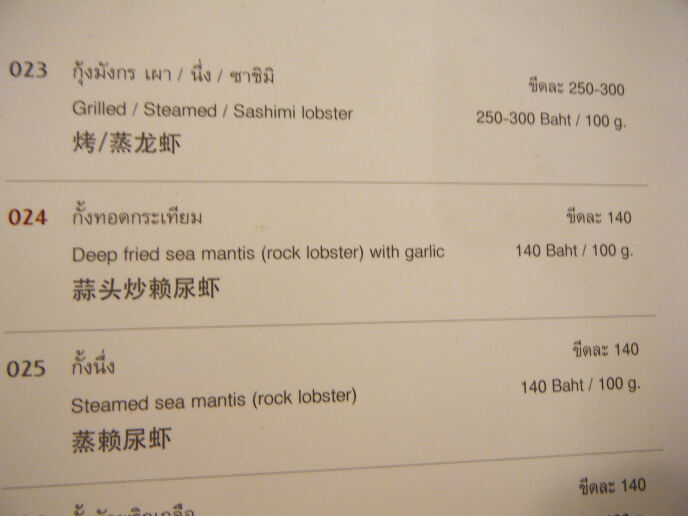 023 กุ้งมังกร เผา / นึ่ง / ซาซิมิ ขีดละ 250-300
Grilled / Steamed / Sashimi lobster 250-300 Baht / 100 g.
烤/蒸龙虾
024 กั้งทอดกระเทียม ขีดละ 140
Deep fried sea mantis (rock lobster) with garlic 140 Baht / 100 g.
蒜头炒赖尿虾
025 กั้งนึ่ง ขีดละ 140
Steamed sea mantis (rock lobster) 140 Baht / 100 g.
蒸赖尿虾
ขีดละ 140